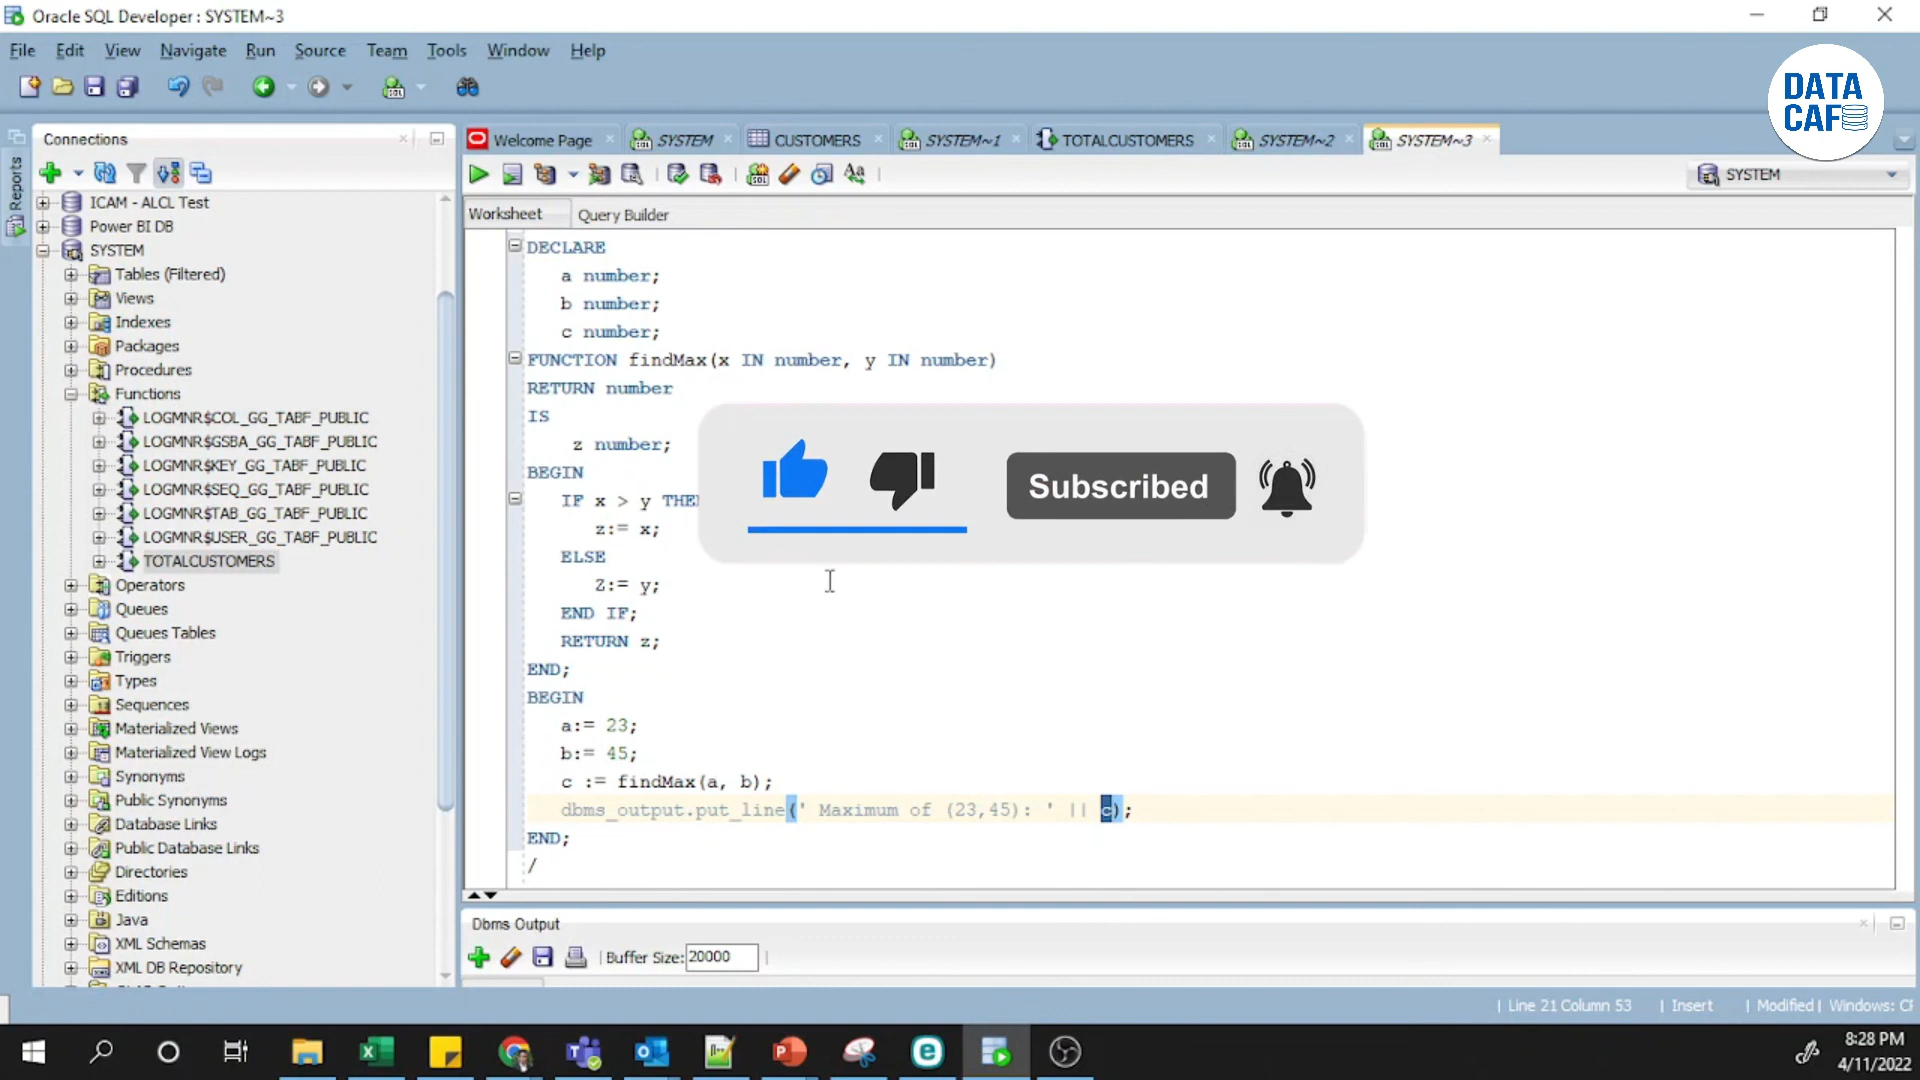 Oracle SQL Developer : SYSTEM~3
File Edit View Navigate Run Source Team Tools Window Help
DATA
CAF
Connections
Reports
Welcome Page
SYSTEM
CUSTOMERS
SYSTEM~1
TOTALCUSTOMERS
SYSTEM~2
SYSTEM~3
SYSTEM
Worksheet Query Builder
ICAM - ALCL Test
Power BI DB
SYSTEM
Tables (Filtered)
Views
Indexes
Packages
Procedures
Functions
LOGMNR$COL_GG_TABF_PUBLIC
LOGMNR$GSBA_GG_TABF_PUBLIC
LOGMNR$KEY_GG_TABF_PUBLIC
LOGMNR$SEQ_GG_TABF_PUBLIC
LOGMNR$TAB_GG_TABF_PUBLIC
LOGMNR$USER_GG_TABF_PUBLIC
TOTALCUSTOMERS
Operators
Queues
Queues Tables
Triggers
Types
Sequences
Materialized Views
Materialized View Logs
Synonyms
Public Synonyms
Database Links
Public Database Links
Directories
Editions
Java
XML Schemas
XML DB Repository
DECLARE
a number;
b number;
c number;
FUNCTION findMax(x IN number, y IN number)
RETURN number
IS
z number;
BEGIN
IF x > y THE
z:= x;
ELSE
Z:= y;
END IF;
RETURN z;
END;
BEGIN
a:= 23;
b:= 45;
c := findMax(a, b);
dbms_output.put_line(' Maximum of (23,45): ' || c);
END;
/
Subscribed
Dbms Output
Buffer Size: 20000
Line 21 Column 53 | Insert | Modified | Windows: CF
8:28 PM
4/11/2022